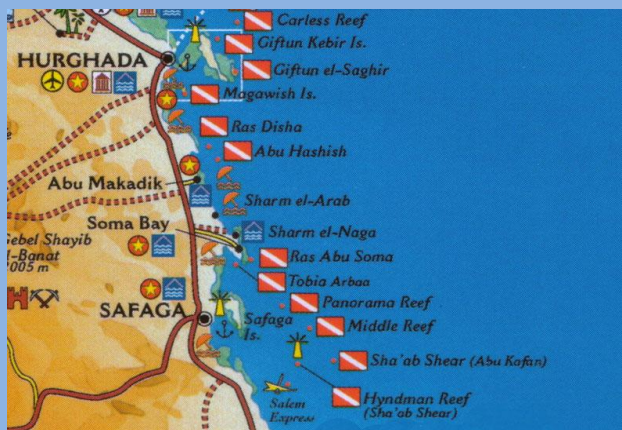 Carless Reef
Giftun Kebir Is.
HURGHADA
Giftun el-Saghir
Magawish Is.
Ras Disha
Abu Hashish
Abu Makadik
Sharm el-Arab
Soma Bay
Sharm el-Naga
Gebel Shayib
el-Banat
Ras Abu Soma
Tobia Arbaa
Panorama Reef
SAFAGA
Safaga
Is.
Middle Reef
Sha'ab Shear (Abu Kafan)
Hyndman Reef
(Sha'ab Shear)
Salem
Express